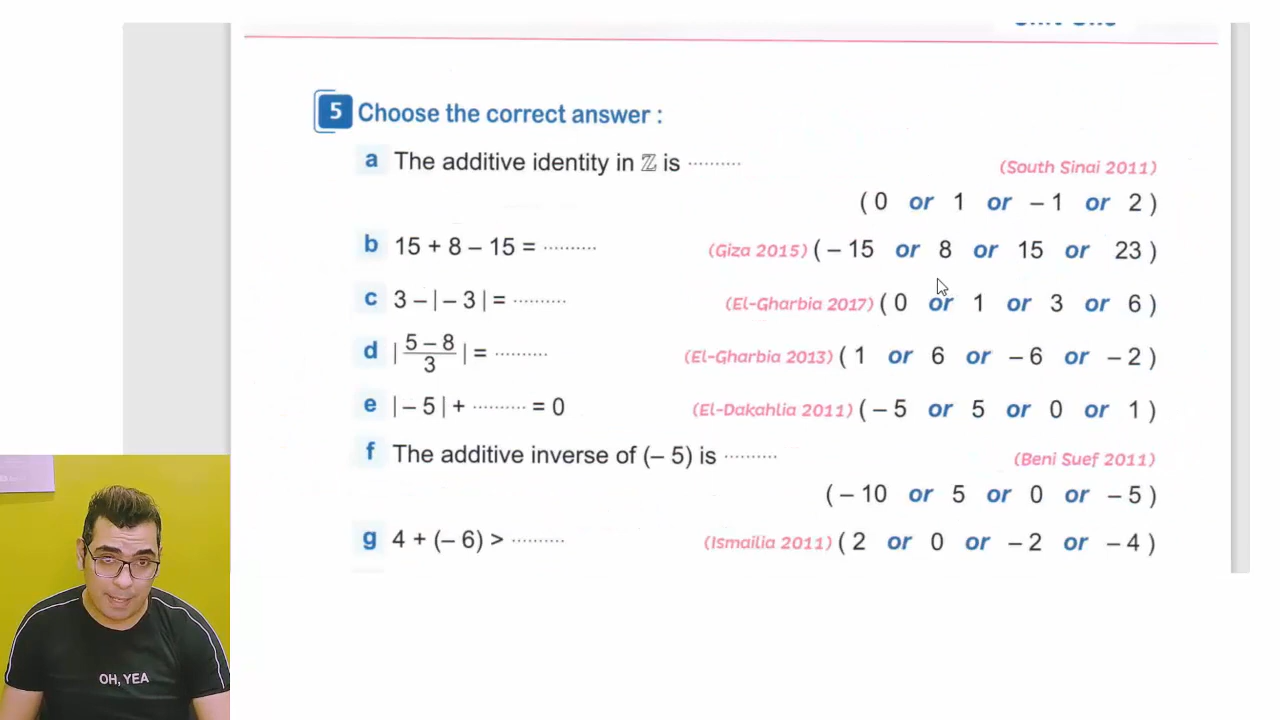 5 Choose the correct answer :
a The additive identity in ℤ is ·········· (South Sinai 2011)
( 0 or 1 or – 1 or 2 )
b 15 + 8 – 15 = ·········· (Giza 2015) ( – 15 or 8 or 15 or 23 )
c 3 – | – 3 | = ·········· (El-Gharbia 2017) ( 0 or 1 or 3 or 6 )
d | (5 – 8)/3 | = ·········· (El-Gharbia 2013) ( 1 or 6 or – 6 or – 2 )
e | – 5 | + ·········· = 0 (El-Dakahlia 2011) ( – 5 or 5 or 0 or 1 )
f The additive inverse of (– 5) is ·········· (Beni Suef 2011)
( – 10 or 5 or 0 or – 5 )
g 4 + (– 6) > ·········· (Ismailia 2011) ( 2 or 0 or – 2 or – 4 )
OH, YEA